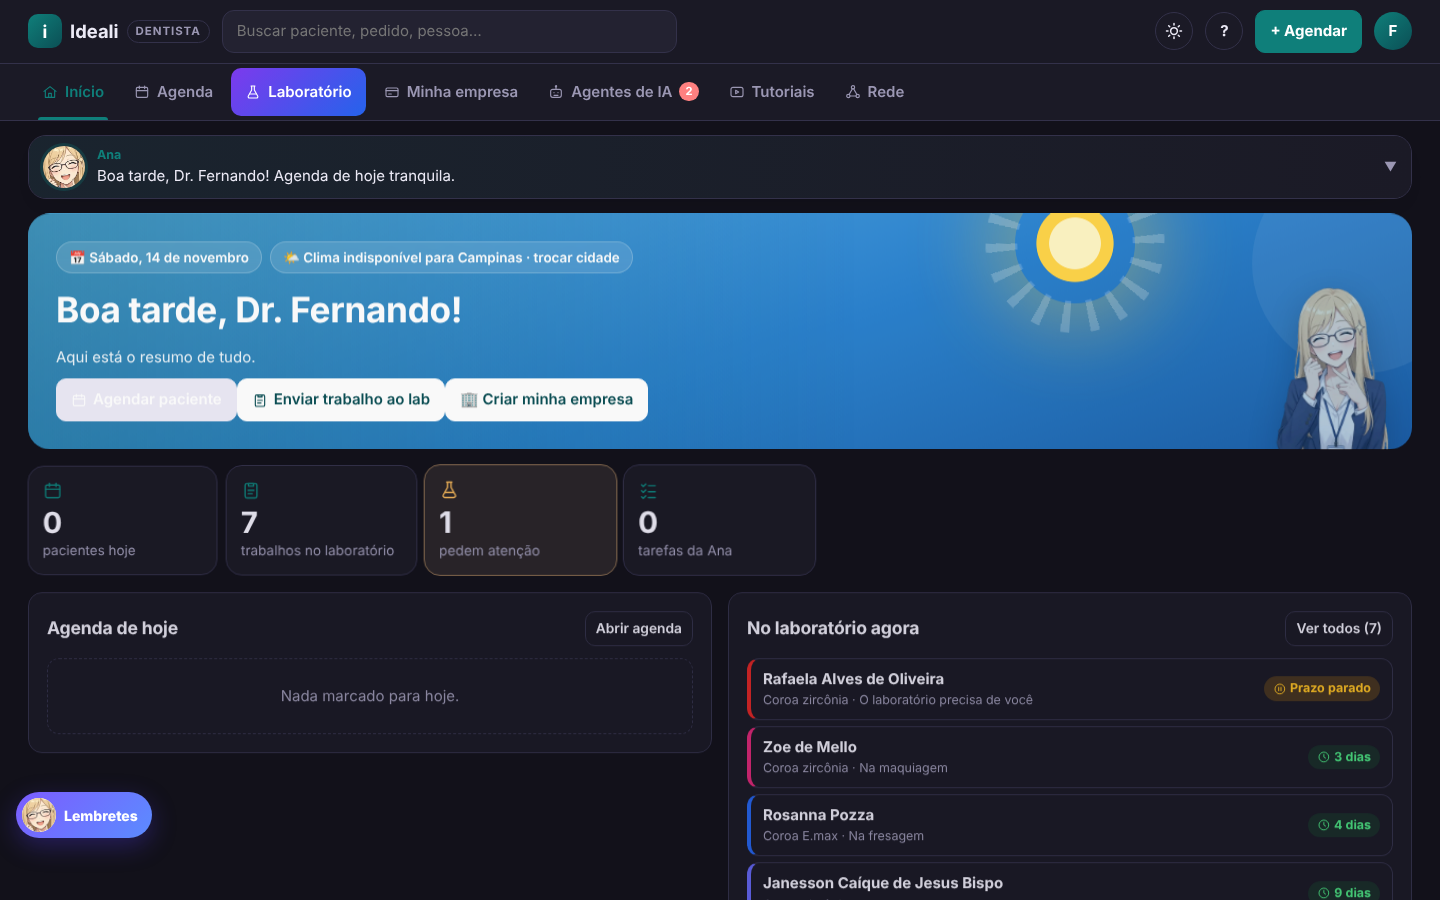 i Ideali DENTISTA
Buscar paciente, pedido, pessoa...
?
+ Agendar
F
Início
Agenda
Laboratório
Minha empresa
Agentes de IA 2
Tutoriais
Rede
Ana
Boa tarde, Dr. Fernando! Agenda de hoje tranquila.
Sábado, 14 de novembro
Clima indisponível para Campinas · trocar cidade
Boa tarde, Dr. Fernando!
Aqui está o resumo de tudo.
Agendar paciente
Enviar trabalho ao lab
Criar minha empresa
0
pacientes hoje
7
trabalhos no laboratório
1
pedem atenção
0
tarefas da Ana
Agenda de hoje
Abrir agenda
Nada marcado para hoje.
No laboratório agora
Ver todos (7)
Rafaela Alves de Oliveira
Coroa zircônia · O laboratório precisa de você
Prazo parado
Zoe de Mello
Coroa zircônia · Na maquiagem
3 dias
Rosanna Pozza
Coroa E.max · Na fresagem
4 dias
Janesson Caíque de Jesus Bispo
9 dias
Lembretes